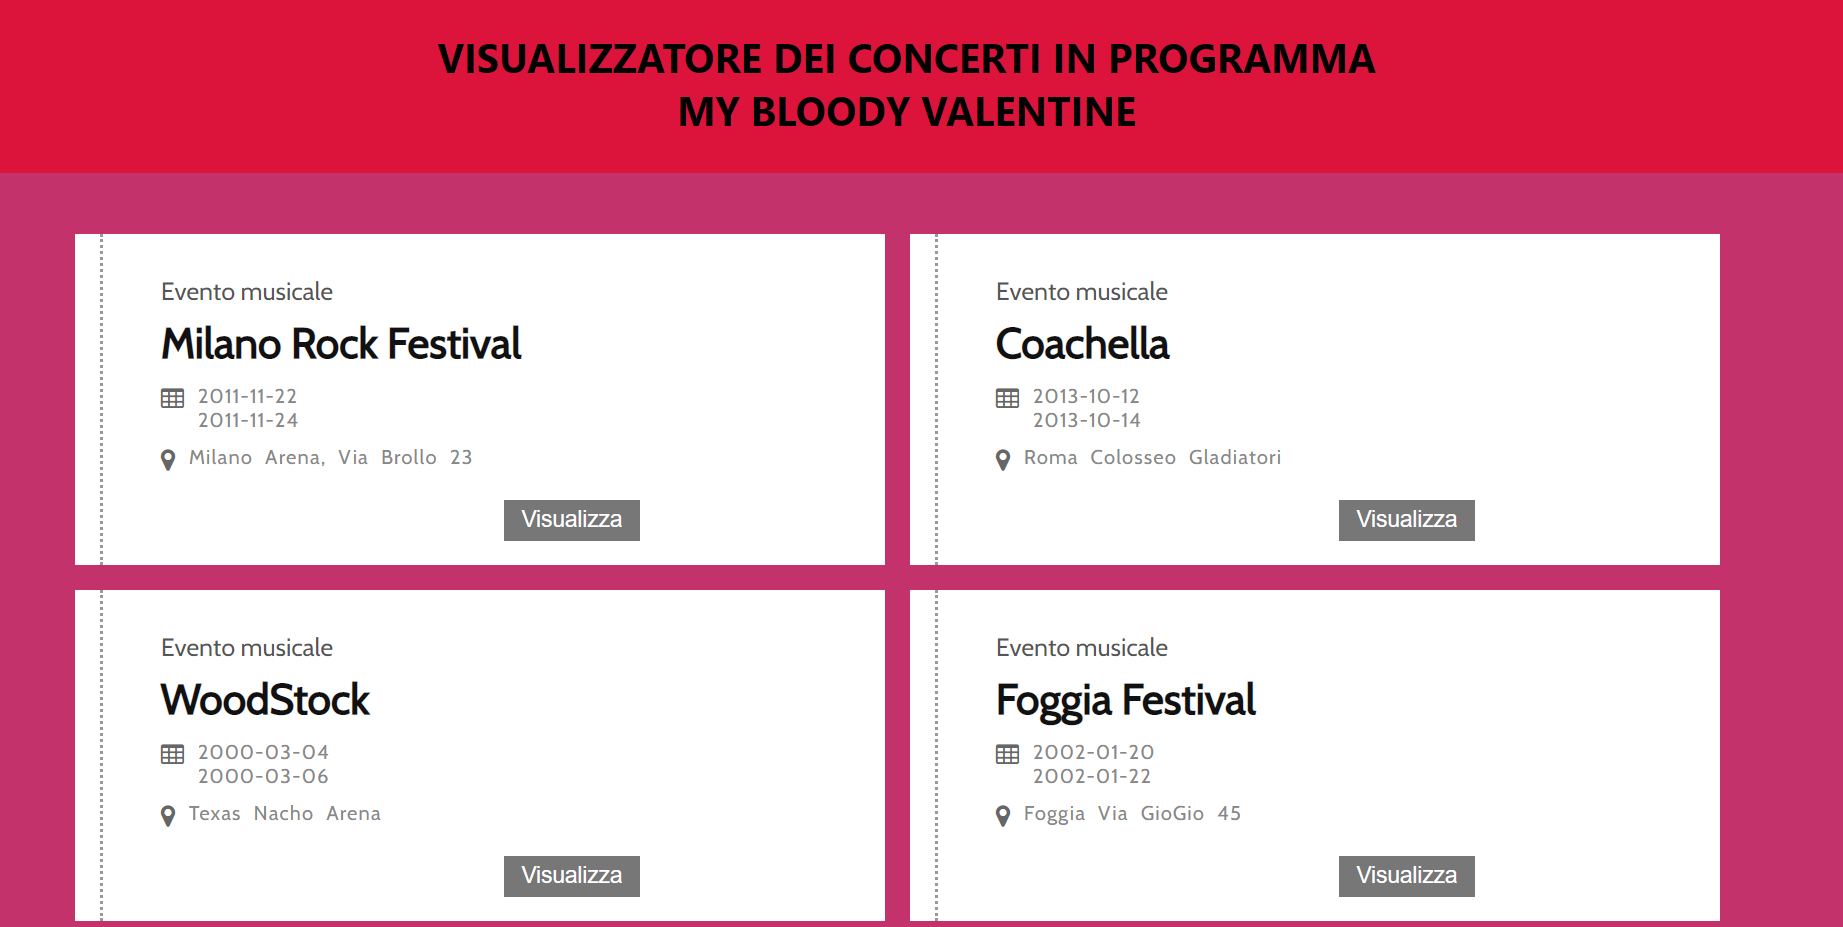 VISUALIZZATORE DEI CONCERTI IN PROGRAMMA
MY BLOODY VALENTINE
Evento musicale
Milano Rock Festival
2011-11-22
2011-11-24
Milano Arena, Via Brollo 23
Visualizza
Evento musicale
Coachella
2013-10-12
2013-10-14
Roma Colosseo Gladiatori
Visualizza
Evento musicale
WoodStock
2000-03-04
2000-03-06
Texas Nacho Arena
Visualizza
Evento musicale
Foggia Festival
2002-01-20
2002-01-22
Foggia Via GioGio 45
Visualizza